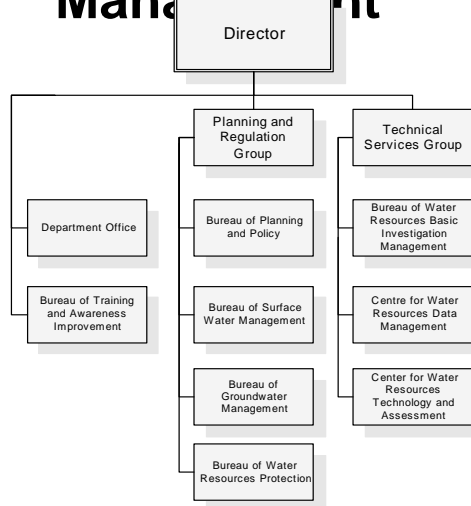 Director
Planning and
Regulation
Group
Technical
Services Group
Department Office
Bureau of Planning
and Policy
Bureau of Water
Resources Basic
Investigation
Management
Bureau of Training
and Awareness
Improvement
Bureau of Surface
Water Management
Centre for Water
Resources Data
Management
Bureau of
Groundwater
Management
Center for Water
Resources
Technology and
Assessment
Bureau of Water
Resources Protection